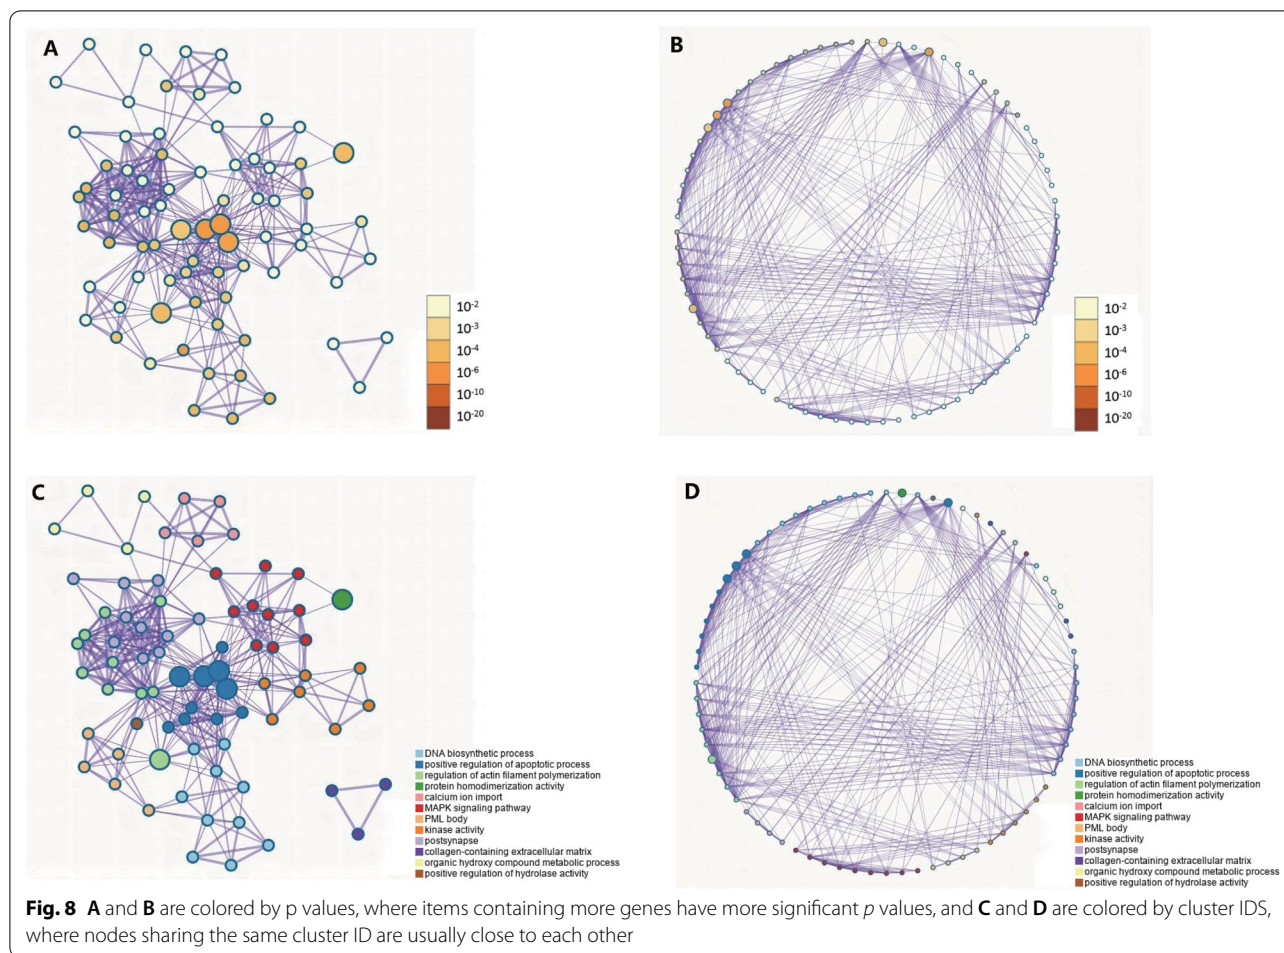 A
B
10-2
10-3
10-4
10-6
10-10
10-20
10-2
10-3
10-4
10-6
10-10
10-20
C
D
DNA biosynthetic process
positive regulation of apoptotic process
regulation of actin filament polymerization
protein homodimerization activity
calcium ion import
MAPK signaling pathway
PML body
kinase activity
postsynapse
collagen-containing extracellular matrix
organic hydroxy compound metabolic process
positive regulation of hydrolase activity
DNA biosynthetic process
positive regulation of apoptotic process
regulation of actin filament polymerization
protein homodimerization activity
calcium ion import
MAPK signaling pathway
PML body
kinase activity
postsynapse
collagen-containing extracellular matrix
organic hydroxy compound metabolic process
positive regulation of hydrolase activity
Fig. 8 A and B are colored by p values, where items containing more genes have more significant p values, and C and D are colored by cluster IDS,
where nodes sharing the same cluster ID are usually close to each other